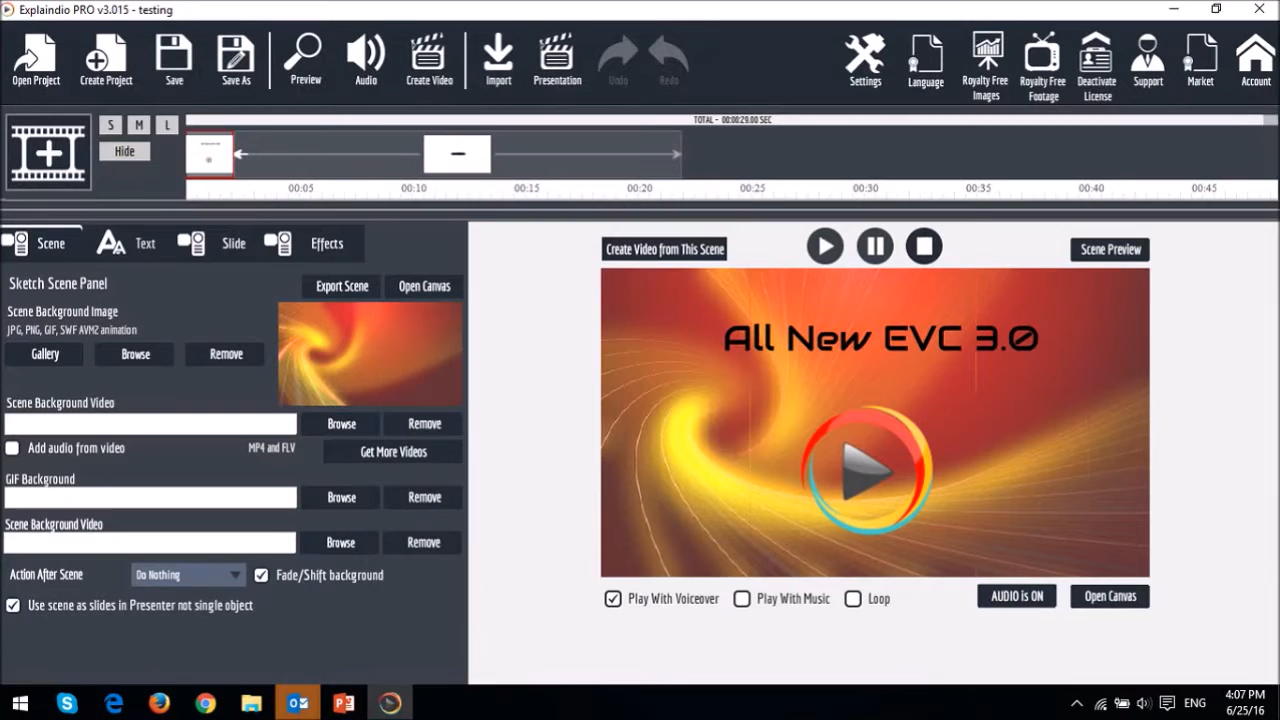 Explaindio PRO v3.015 - testing
Open Project
Create Project
Save
Save As
Preview
Audio
Create Video
Import
Presentation
Undo
Redo
Settings
Language
Royalty Free
Images
Royalty Free
Footage
Deactivate
License
Support
Market
Account
S M L
Hide
TOTAL - 00:00:29.00 SEC
00:05 00:10 00:15 00:20 00:25 00:30 00:35 00:40 00:45
Scene Text Slide Effects
Sketch Scene Panel
Export Scene Open Canvas
Scene Background Image
JPG, PNG, GIF, SWF AVM2 animation
Gallery Browse Remove
Scene Background Video
Browse Remove
Add audio from video MP4 and FLV
Get More Videos
GIF Background
Browse Remove
Scene Background Video
Browse Remove
Action After Scene Do Nothing Fade/Shift background
Use scene as slides in Presenter not single object
Create Video from This Scene
Scene Preview
All New EVC 3.0
Play With Voiceover Play With Music Loop
AUDIO is ON Open Canvas
ENG
4:07 PM
6/25/16